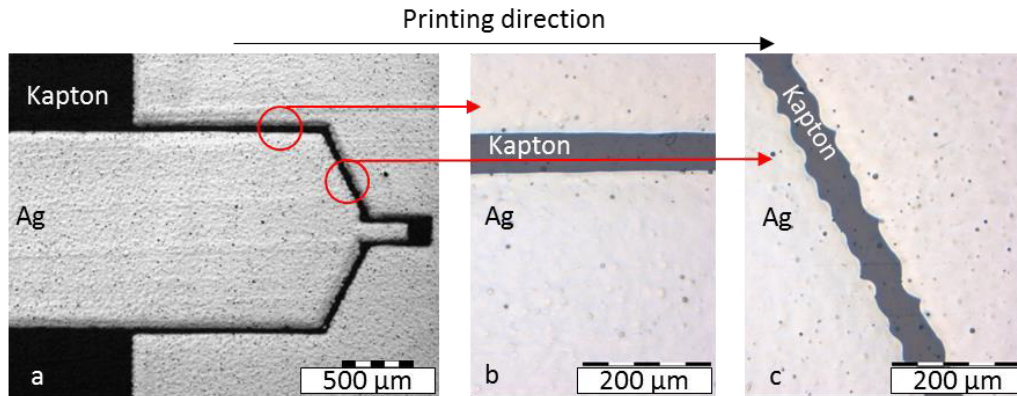 Printing direction
Kapton
Ag
a
500 µm
Kapton
Ag
b
200 µm
Kapton
Ag
c
200 µm